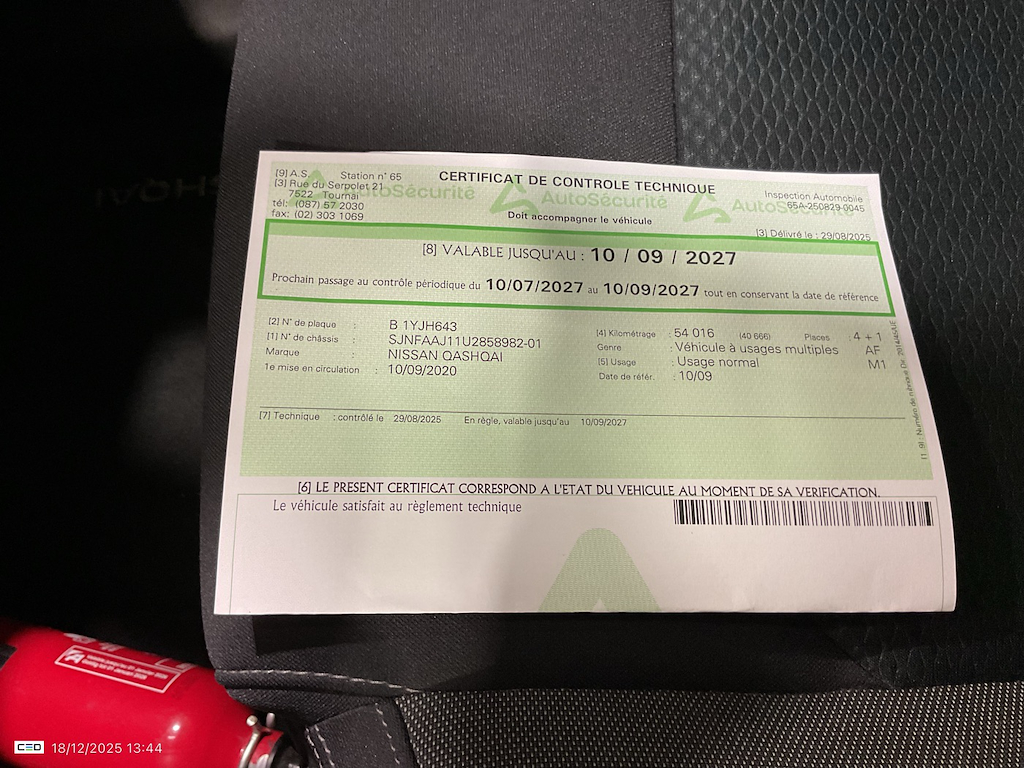 [9] A.S. Station n° 65
[3] Rue du Serpolet 21
7522 Tournai
tél: (087) 57 2030
fax: (02) 303 1069
CERTIFICAT DE CONTROLE TECHNIQUE
AutoSécurité AutoSécurité AutoSécurité
Doit accompagner le véhicule
Inspection Automobile
65A-250829-0045
[3] Délivré le : 29/08/2025
[8] VALABLE JUSQU'AU : 10 / 09 / 2027
Prochain passage au contrôle périodique du 10/07/2027 au 10/09/2027 tout en conservant la date de référence
[2] N° de plaque : B 1YJH643
[1] N° de châssis : SJNFAAJ11U2858982-01
Marque : NISSAN QASHQAI
1e mise en circulation : 10/09/2020
[4] Kilométrage : 54 016 (40 666) Places : 4 + 1
Genre : Véhicule à usages multiples AF
[5] Usage : Usage normal M1
Date de référ. : 10/09
[7] Technique : contrôlé le 29/08/2025 En règle, valable jusqu'au 10/09/2027
[6] LE PRESENT CERTIFICAT CORRESPOND A L'ETAT DU VEHICULE AU MOMENT DE SA VERIFICATION.
Le véhicule satisfait au règlement technique
CEO 18/12/2025 13:44